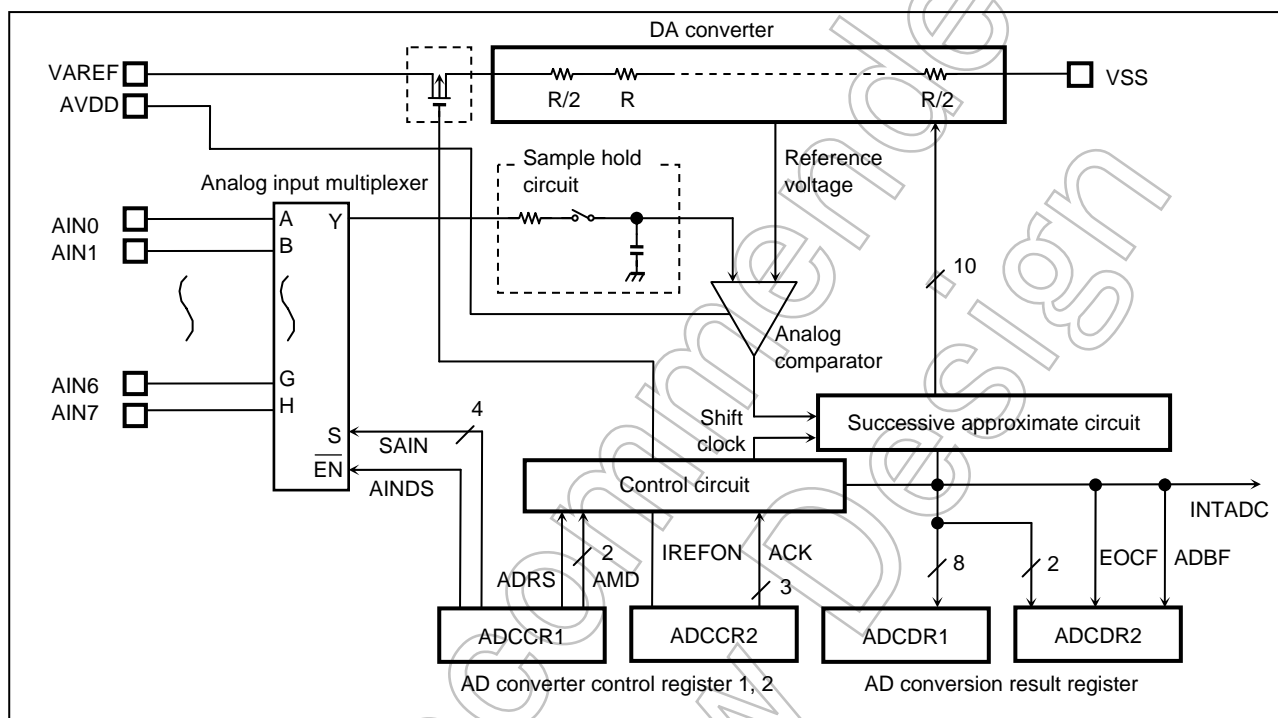 DA converter
VAREF
R/2
R
R/2
VSS
AVDD
Sample hold
circuit
Reference
voltage
Analog input multiplexer
AIN0
A
Y
AIN1
B
10
Analog
comparator
AIN6
G
AIN7
H
S
SAIN
4
EN
AINDS
Shift
clock
Successive approximate circuit
Control circuit
INTADC
ADRS
2
AMD
IREFON
ACK
3
8
2
EOCF
ADBF
ADCCR1
ADCCR2
ADCDR1
ADCDR2
AD converter control register 1, 2
AD conversion result register